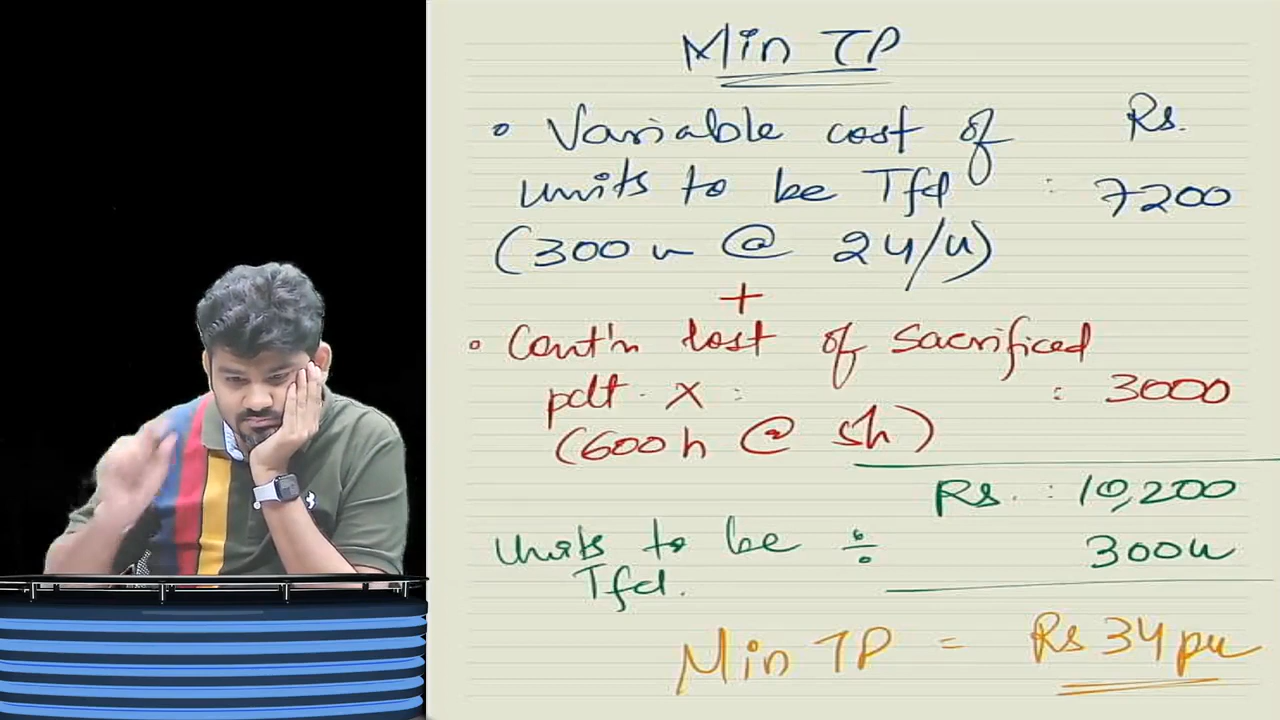 Min TP
• Variable cost of Rs.
units to be Tfd : 7200
(300 u @ 24/u)
+
• Cont'n lost of Sacrificed
pdt. X : : 3000
(600 h @ 5/h)
Rs. : 10,200
Units to be ÷ 300u
Tfd.
Min TP = Rs 34 pu